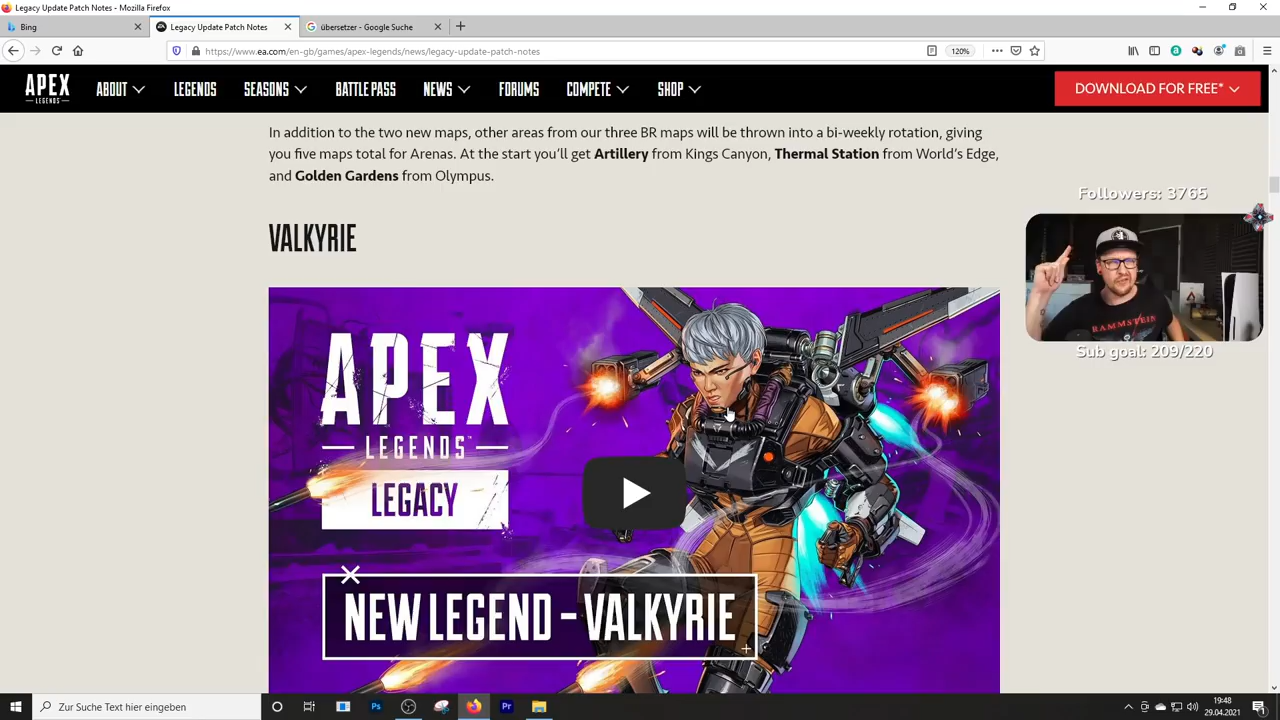 Legacy Update Patch Notes - Mozilla Firefox
Bing
Legacy Update Patch Notes
übersetzer - Google Suche
https://www.ea.com/en-gb/games/apex-legends/news/legacy-update-patch-notes
120%
APEX
LEGENDS
ABOUT
LEGENDS
SEASONS
BATTLE PASS
NEWS
FORUMS
COMPETE
SHOP
DOWNLOAD FOR FREE*
In addition to the two new maps, other areas from our three BR maps will be thrown into a bi-weekly rotation, giving
you five maps total for Arenas. At the start you’ll get Artillery from Kings Canyon, Thermal Station from World’s Edge,
and Golden Gardens from Olympus.
Followers: 3765
RAMMSTEIN
Sub goal: 209/220
VALKYRIE
APEX
LEGENDS
LEGACY
NEW LEGEND - VALKYRIE
Zur Suche Text hier eingeben
Ps
Pr
19:48
29.04.2021